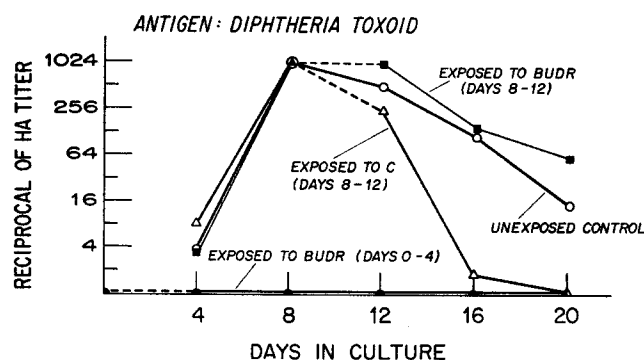 ANTIGEN: DIPHTHERIA TOXOID
RECIPROCAL OF HA TITER
1024
256
64
16
4
EXPOSED TO BUDR
(DAYS 8-12)
EXPOSED TO C
(DAYS 8-12)
UNEXPOSED CONTROL
EXPOSED TO BUDR (DAYS 0-4)
4
8
12
16
20
DAYS IN CULTURE